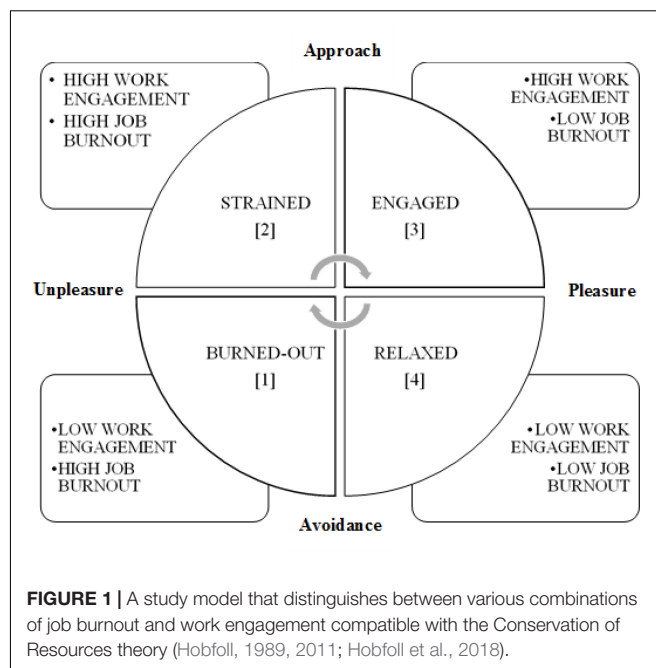 Approach
• HIGH WORK
ENGAGEMENT
• HIGH JOB
BURNOUT
•HIGH WORK
ENGAGEMENT
•LOW JOB
BURNOUT
STRAINED
[2]
ENGAGED
[3]
Unpleasure
Pleasure
BURNED-OUT
[1]
RELAXED
[4]
•LOW WORK
ENGAGEMENT
•HIGH JOB
BURNOUT
•LOW WORK
ENGAGEMENT
•LOW JOB
BURNOUT
Avoidance
FIGURE 1 | A study model that distinguishes between various combinations
of job burnout and work engagement compatible with the Conservation of
Resources theory (Hobfoll, 1989, 2011; Hobfoll et al., 2018).